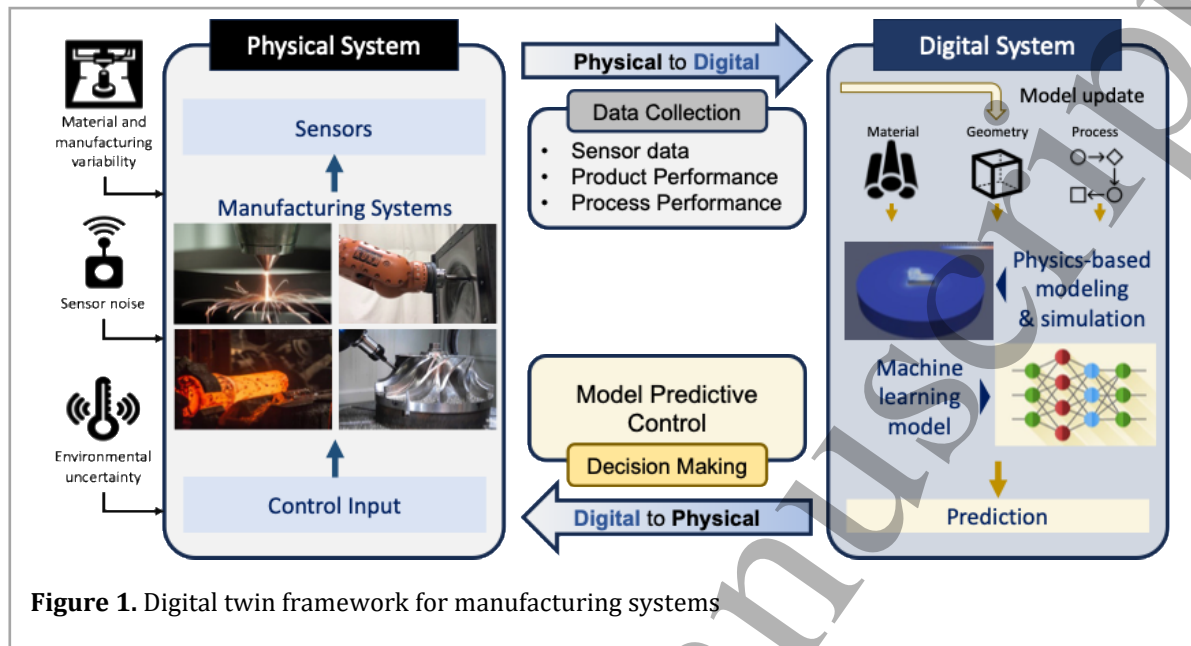 Physical System
Material and
manufacturing
variability
Sensor noise
Environmental
uncertainty
Sensors
Manufacturing Systems
Control Input
Physical to Digital
Data Collection
• Sensor data
• Product Performance
• Process Performance
Model Predictive
Control
Decision Making
Digital to Physical
Digital System
Model update
Material
Geometry
Process
Physics-based
modeling
& simulation
Machine
learning
model
Prediction
Figure 1. Digital twin framework for manufacturing systems